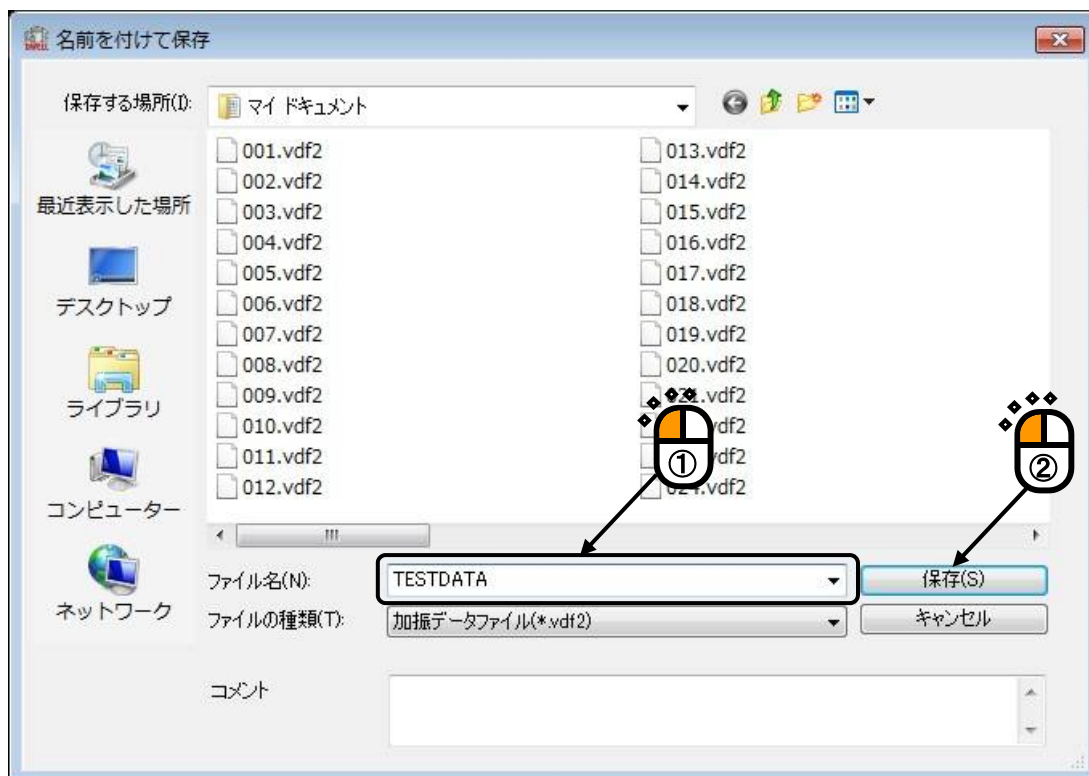 名前を付けて保存
保存する場所(I):
マイ ドキュメント
最近表示した場所
デスクトップ
ライブラリ
コンピューター
ネットワーク
001.vdf2
002.vdf2
003.vdf2
004.vdf2
005.vdf2
006.vdf2
007.vdf2
008.vdf2
009.vdf2
010.vdf2
011.vdf2
012.vdf2
013.vdf2
014.vdf2
015.vdf2
016.vdf2
017.vdf2
018.vdf2
019.vdf2
020.vdf2
021.vdf2
vdf2
vdf2
024.vdf2
①
②
ファイル名(N):
TESTDATA
保存(S)
ファイルの種類(T):
加振データファイル(*.vdf2)
キャンセル
コメント